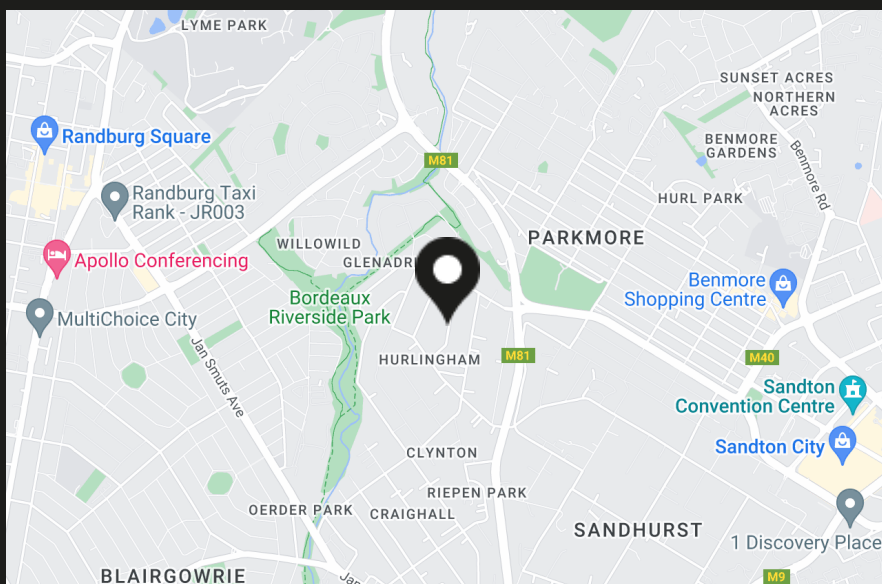 LYME PARK
SUNSET ACRES
NORTHERN
ACRES
Randburg Square
BENMORE
GARDENS
M81
Benmore Rd
Randburg Taxi
Rank - JR003
HURL PARK
WILLOWILD
PARKMORE
Apollo Conferencing
GLENADRI
Benmore
Shopping Centre
Bordeaux
Riverside Park
MultiChoice City
Jan Smuts Ave
HURLINGHAM
M81
M40
Sandton
Convention Centre
Sandton City
CLYNTON
RIEPEN PARK
OERDER PARK
CRAIGHALL
SANDHURST
1 Discovery Place
BLAIRGOWRIE
Jan
M9